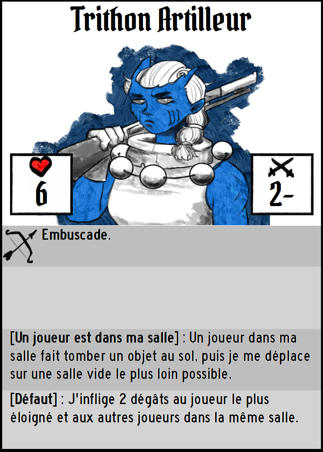 Trithon Artilleur
6
2-
Embuscade.
[Un joueur est dans ma salle] : Un joueur dans ma
salle fait tomber un objet au sol, puis je me déplace
sur une salle vide le plus loin possible.
[Défaut] : J'inflige 2 dégâts au joueur le plus
éloigné et aux autres joueurs dans la même salle.